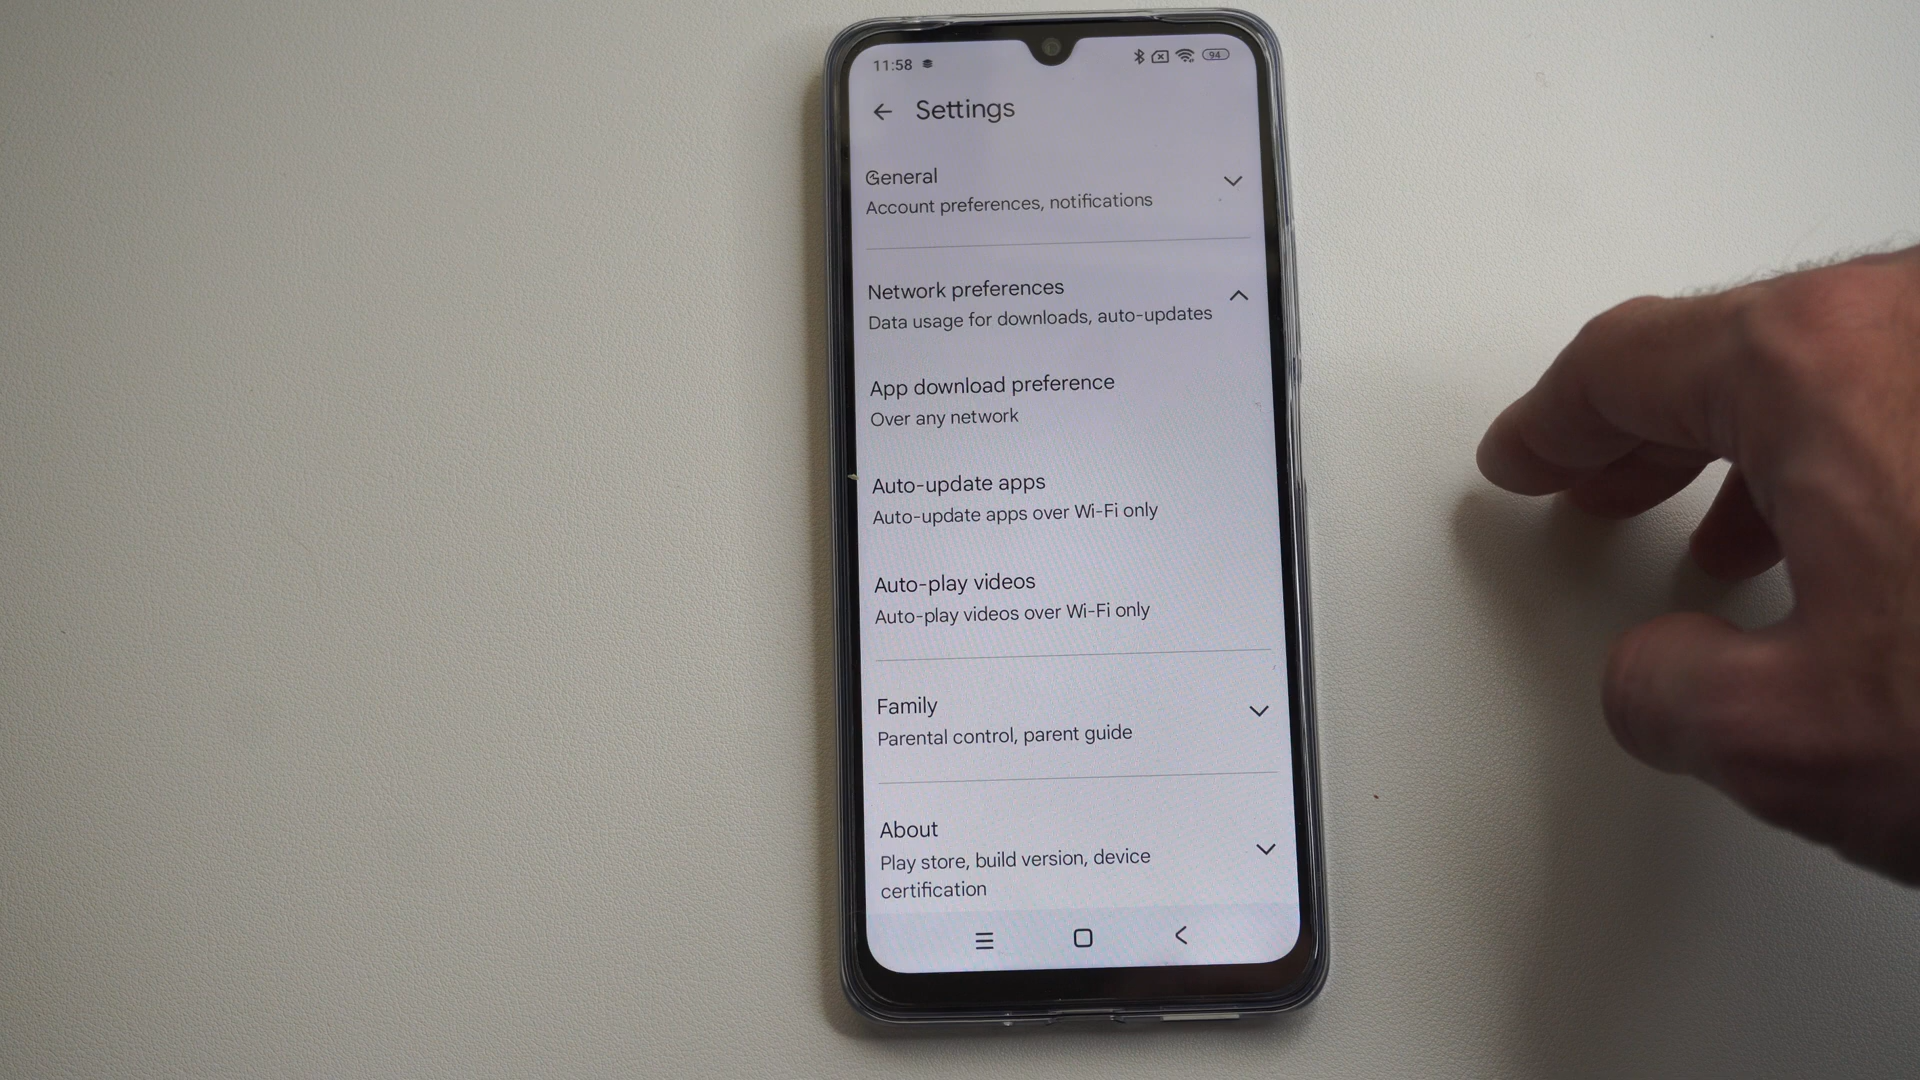 11:58
94
Settings
General
Account preferences, notifications
Network preferences
Data usage for downloads, auto-updates
App download preference
Over any network
Auto-update apps
Auto-update apps over Wi-Fi only
Auto-play videos
Auto-play videos over Wi-Fi only
Family
Parental control, parent guide
About
Play store, build version, device
certification